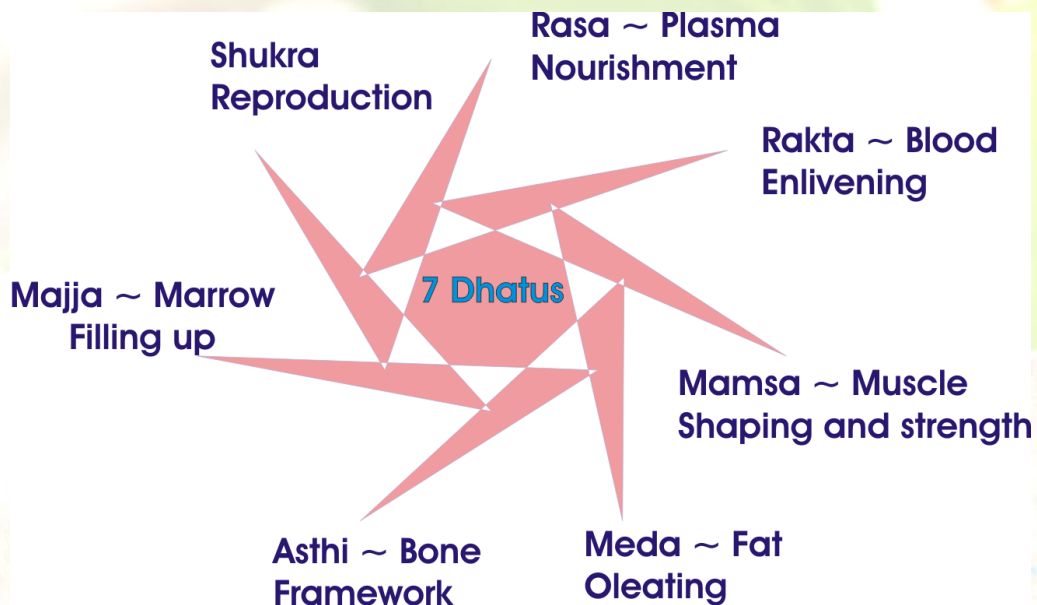 Rasa ~ Plasma
Nourishment
Shukra
Reproduction
Rakta ~ Blood
Enlivening
7 Dhatus
Majja ~ Marrow
Filling up
Mamsa ~ Muscle
Shaping and strength
Asthi ~ Bone
Framework
Meda ~ Fat
Oleating